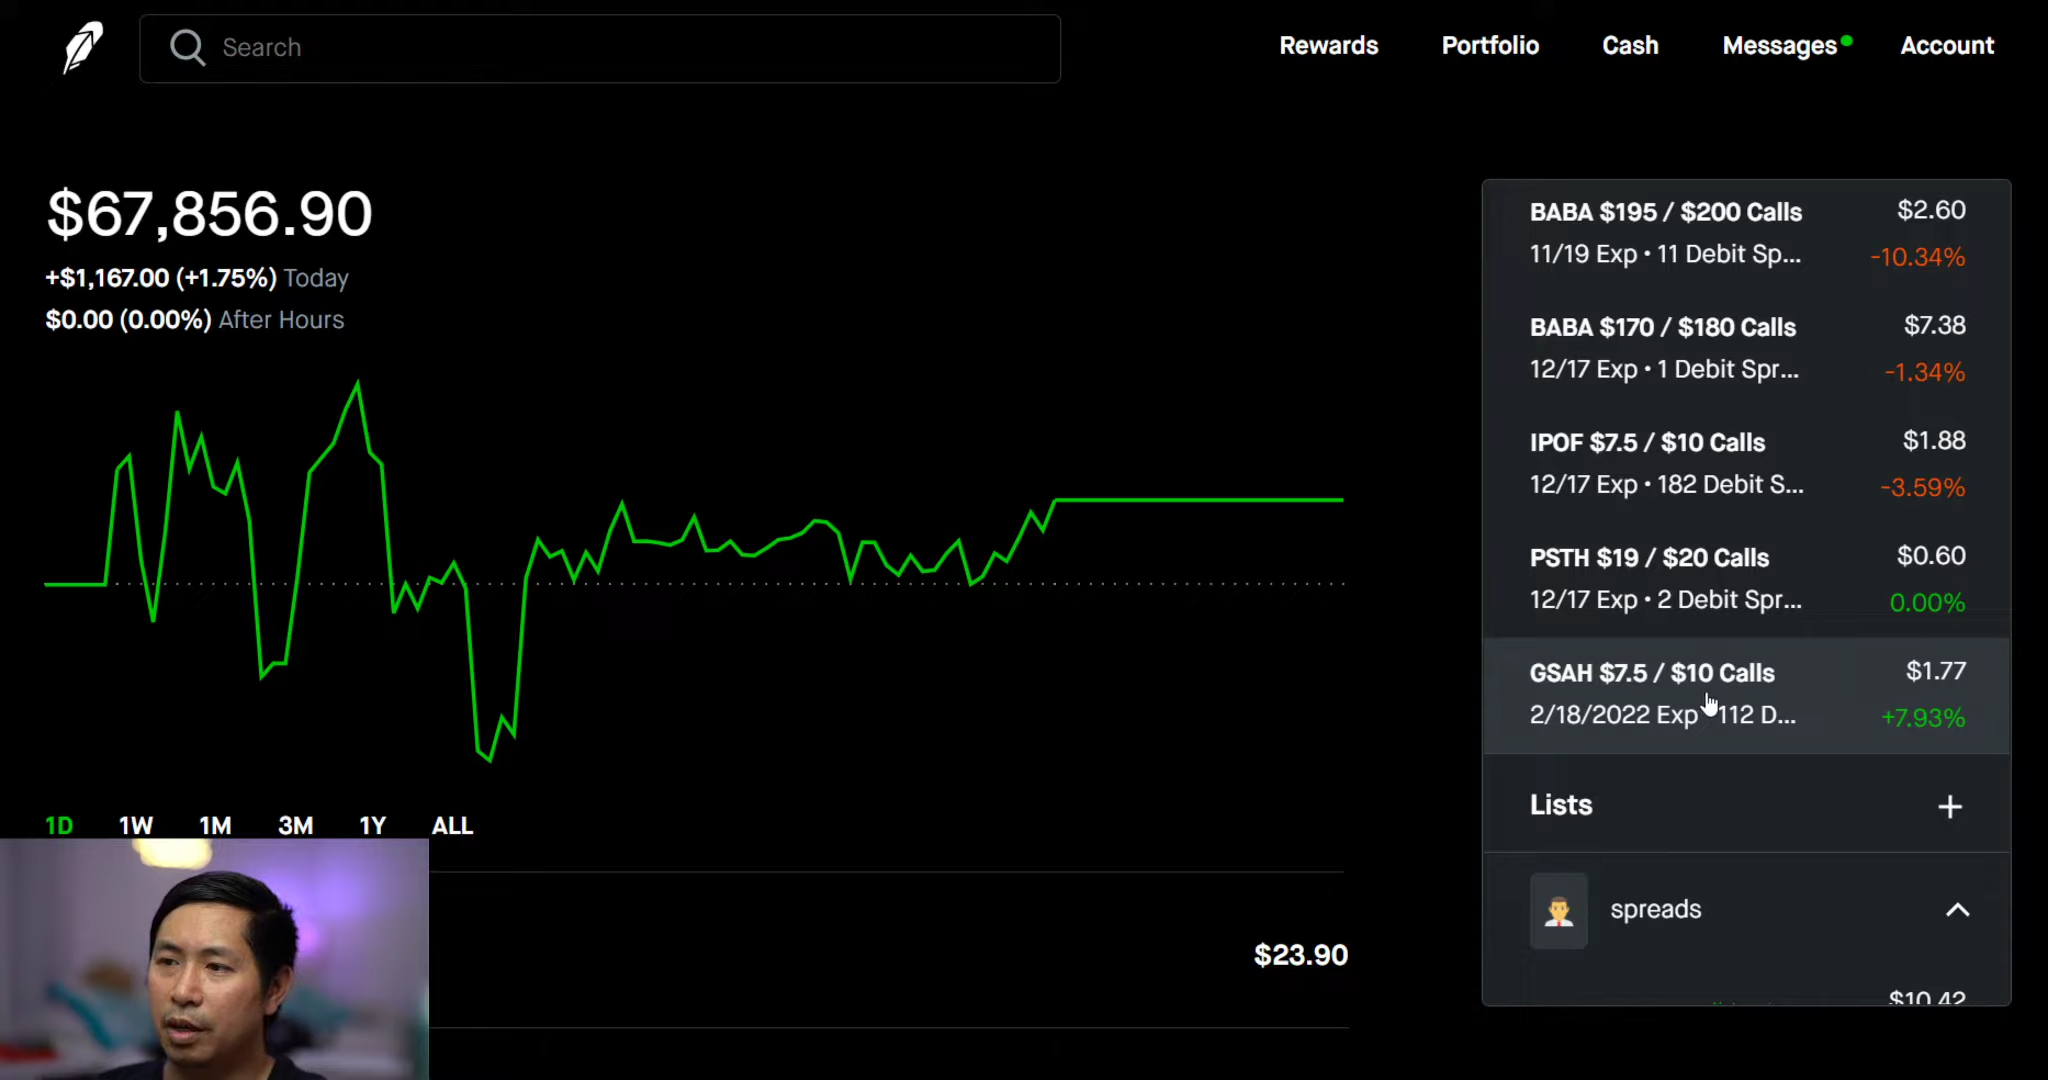 Search
Rewards
Portfolio
Cash
Messages
Account
$67,856.90
+$1,167.00 (+1.75%) Today
$0.00 (0.00%) After Hours
1D
1W
1M
3M
1Y
ALL
$23.90
BABA $195 / $200 Calls
$2.60
11/19 Exp • 11 Debit Sp...
-10.34%
BABA $170 / $180 Calls
$7.38
12/17 Exp • 1 Debit Spr...
-1.34%
IPOF $7.5 / $10 Calls
$1.88
12/17 Exp • 182 Debit S...
-3.59%
PSTH $19 / $20 Calls
$0.60
12/17 Exp • 2 Debit Spr...
0.00%
GSAH $7.5 / $10 Calls
$1.77
2/18/2022 Exp • 112 D...
+7.93%
Lists
+
spreads
$10.42